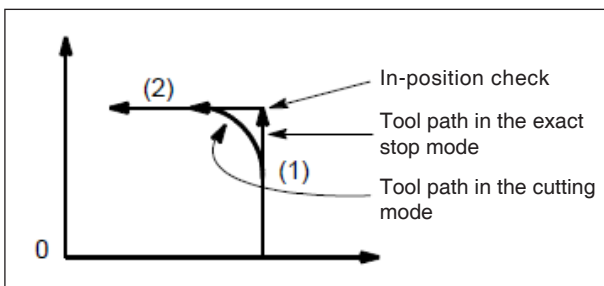 (2)
In-position check
Tool path in the exact
stop mode
(1)
Tool path in the cutting
mode
0